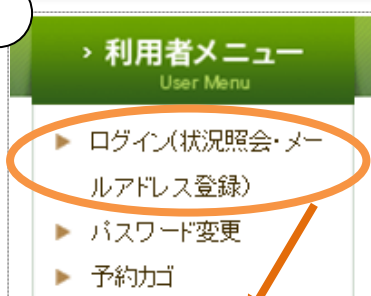 › 利用者メニュー
User Menu
ログイン(状況照会・メー
ルアドレス登録)
パスワード変更
予約カゴ